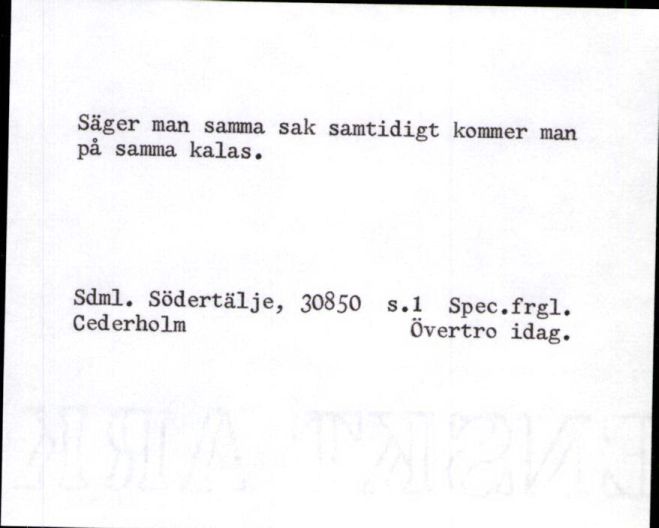 Säger man samma sak samtidigt kommer man
på samma kalas.
Sdml. Södertälje, 30850 s.1 Spec.frgl.
Cederholm Övertro idag.